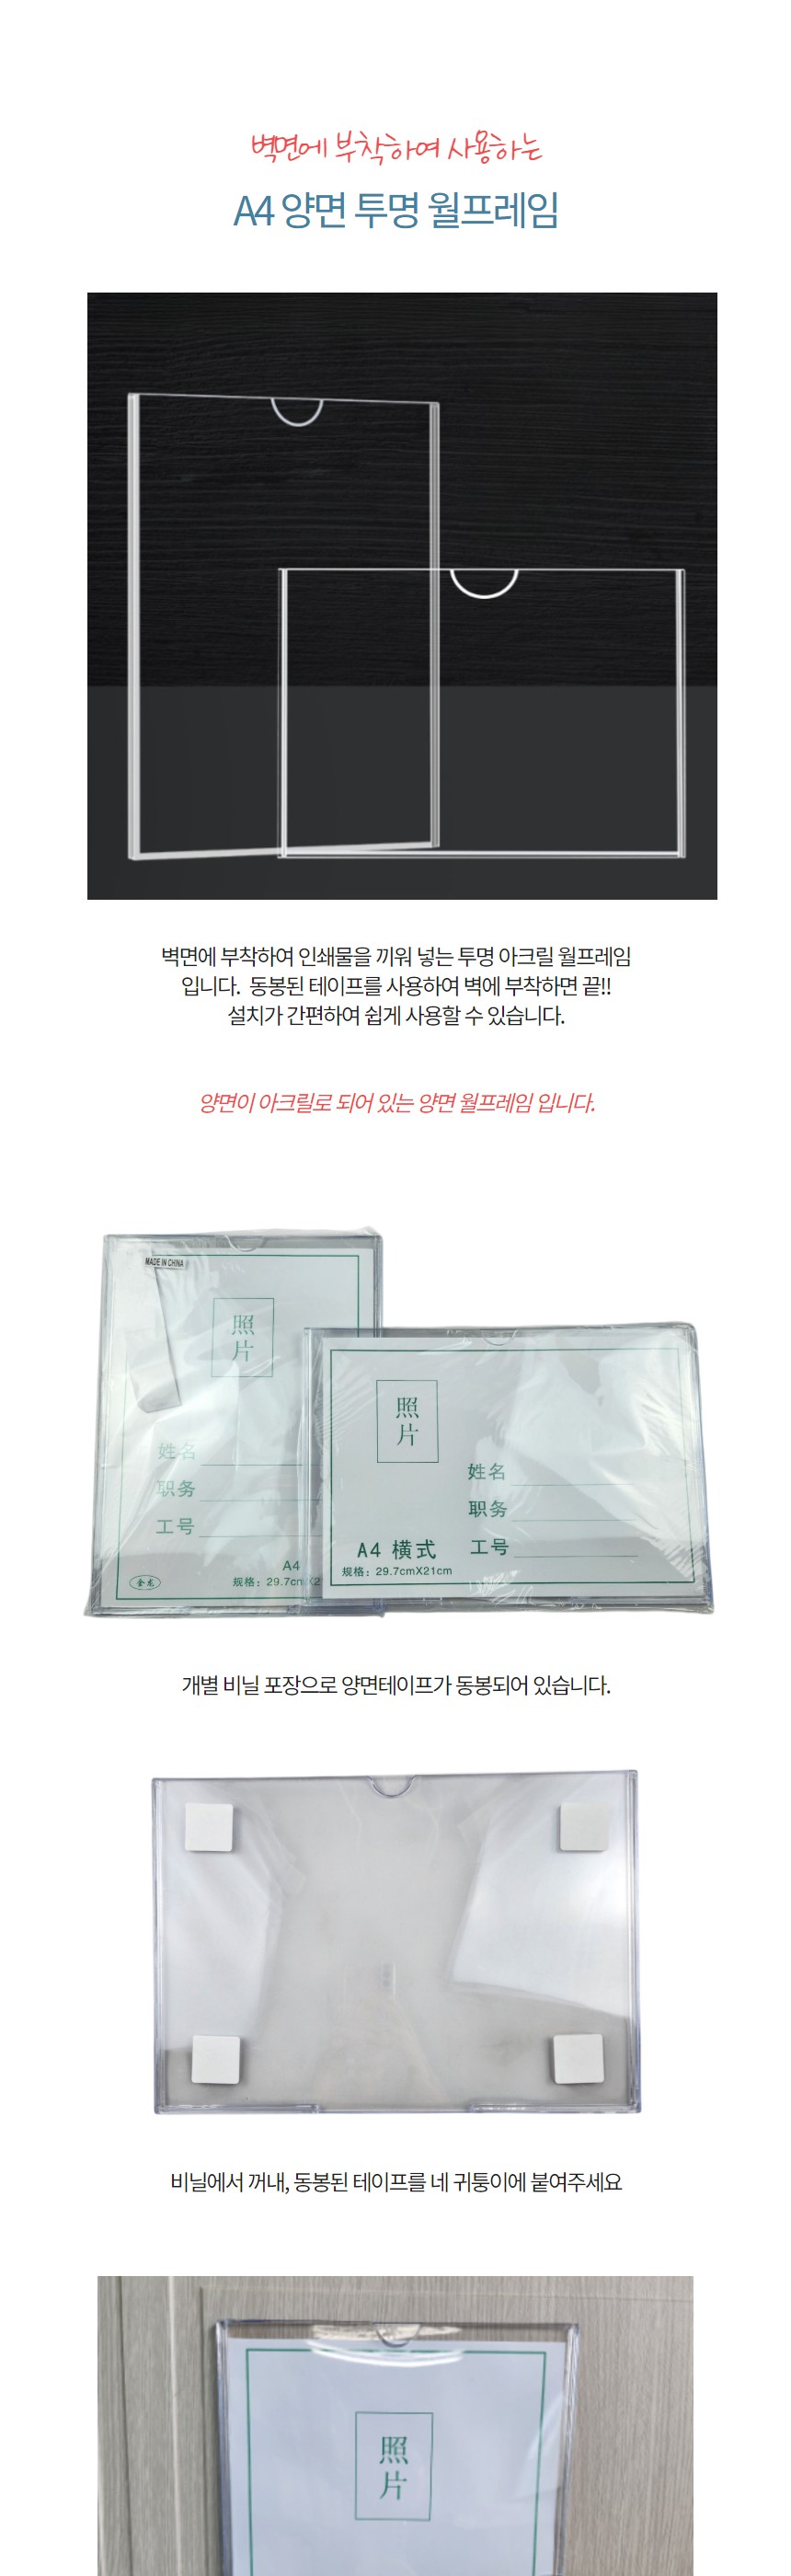 벽면에 부착하여 사용하는
A4 양면 투명 월프레임
벽면에 부착하여 인쇄물을 끼워 넣는 투명 아크릴 월프레임
입니다. 동봉된 테이프를 사용하여 벽에 부착하면 끝!!
설치가 간편하여 쉽게 사용할 수 있습니다.
양면이 아크릴로 되어 있는 양면 월프레임 입니다.
MADE IN CHINA
照
片
姓名
职务
工号
A4
规格：29.7cmX2
金龙
照
片
姓名
职务
A4 横式
工号
规格：29.7cmX21cm
개별 비닐 포장으로 양면테이프가 동봉되어 있습니다.
비닐에서 꺼내, 동봉된 테이프를 네 귀퉁이에 붙여주세요
照
片